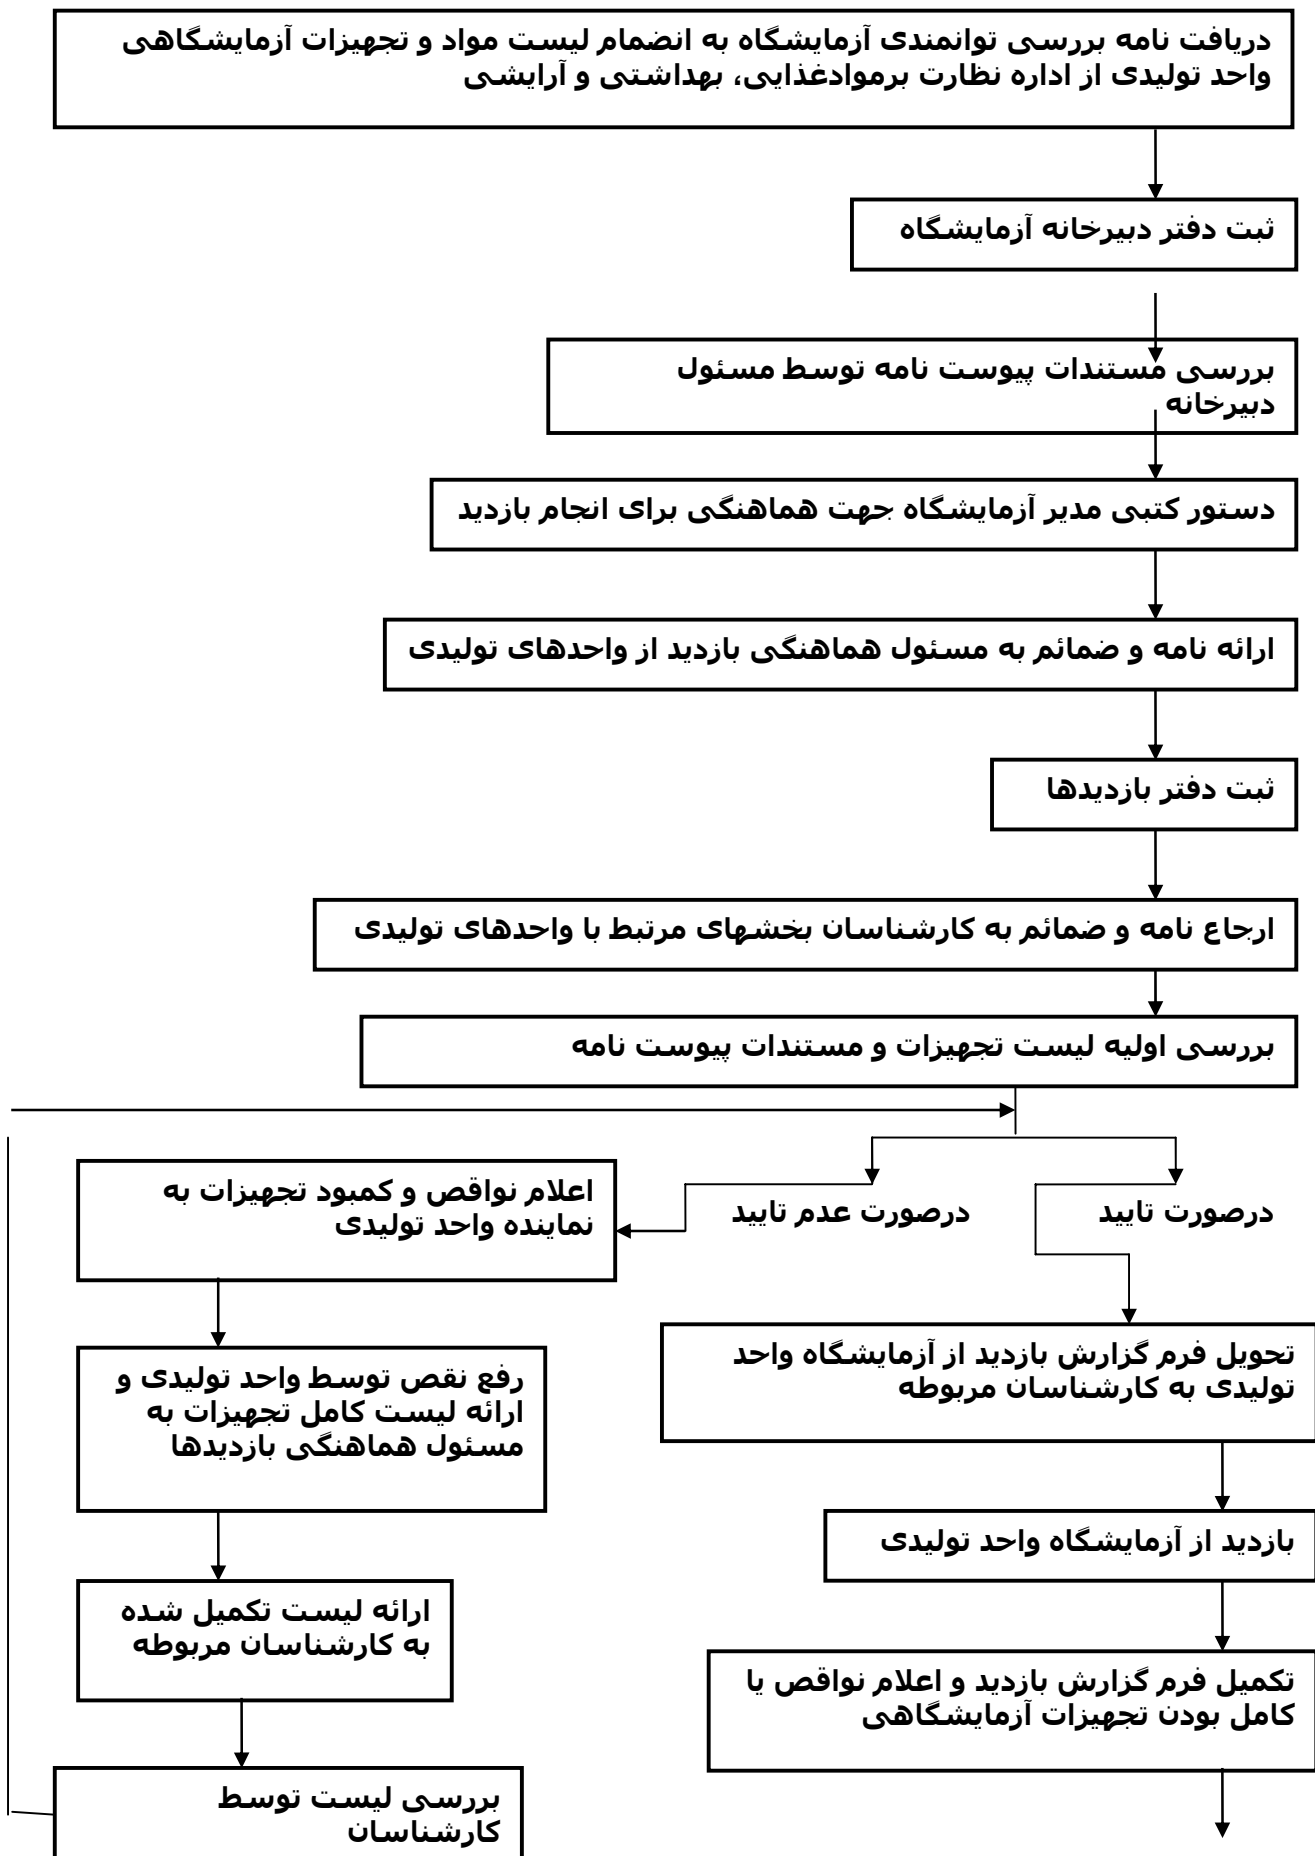 دریافت نامه بررسی توانمندی آزمایشگاه به انضمام لیست مواد و تجهیزات آزمایشگاهی
واحد تولیدی از اداره نظارت برموادغذایی، بهداشتی و آرایشی
ثبت دفتر دبیرخانه آزمایشگاه
بررسی مستندات پیوست نامه توسط مسئول
دبیرخانه
دستور کتبی مدیر آزمایشگاه جهت هماهنگی برای انجام بازدید
ارائه نامه و ضمائم به مسئول هماهنگی بازدید از واحدهای تولیدی
ثبت دفتر بازدیدها
ارجاع نامه و ضمائم به کارشناسان بخشهای مرتبط با واحدهای تولیدی
بررسی اولیه لیست تجهیزات و مستندات پیوست نامه
درصورت تایید
درصورت عدم تایید
اعلام نواقص و کمبود تجهیزات به
نماینده واحد تولیدی
تحویل فرم گزارش بازدید از آزمایشگاه واحد
تولیدی به کارشناسان مربوطه
رفع نقص توسط واحد تولیدی و
ارائه لیست کامل تجهیزات به
مسئول هماهنگی بازدیدها
بازدید از آزمایشگاه واحد تولیدی
ارائه لیست تکمیل شده
به کارشناسان مربوطه
تکمیل فرم گزارش بازدید و اعلام نواقص یا
کامل بودن تجهیزات آزمایشگاهی
بررسی لیست توسط
کارشناسان